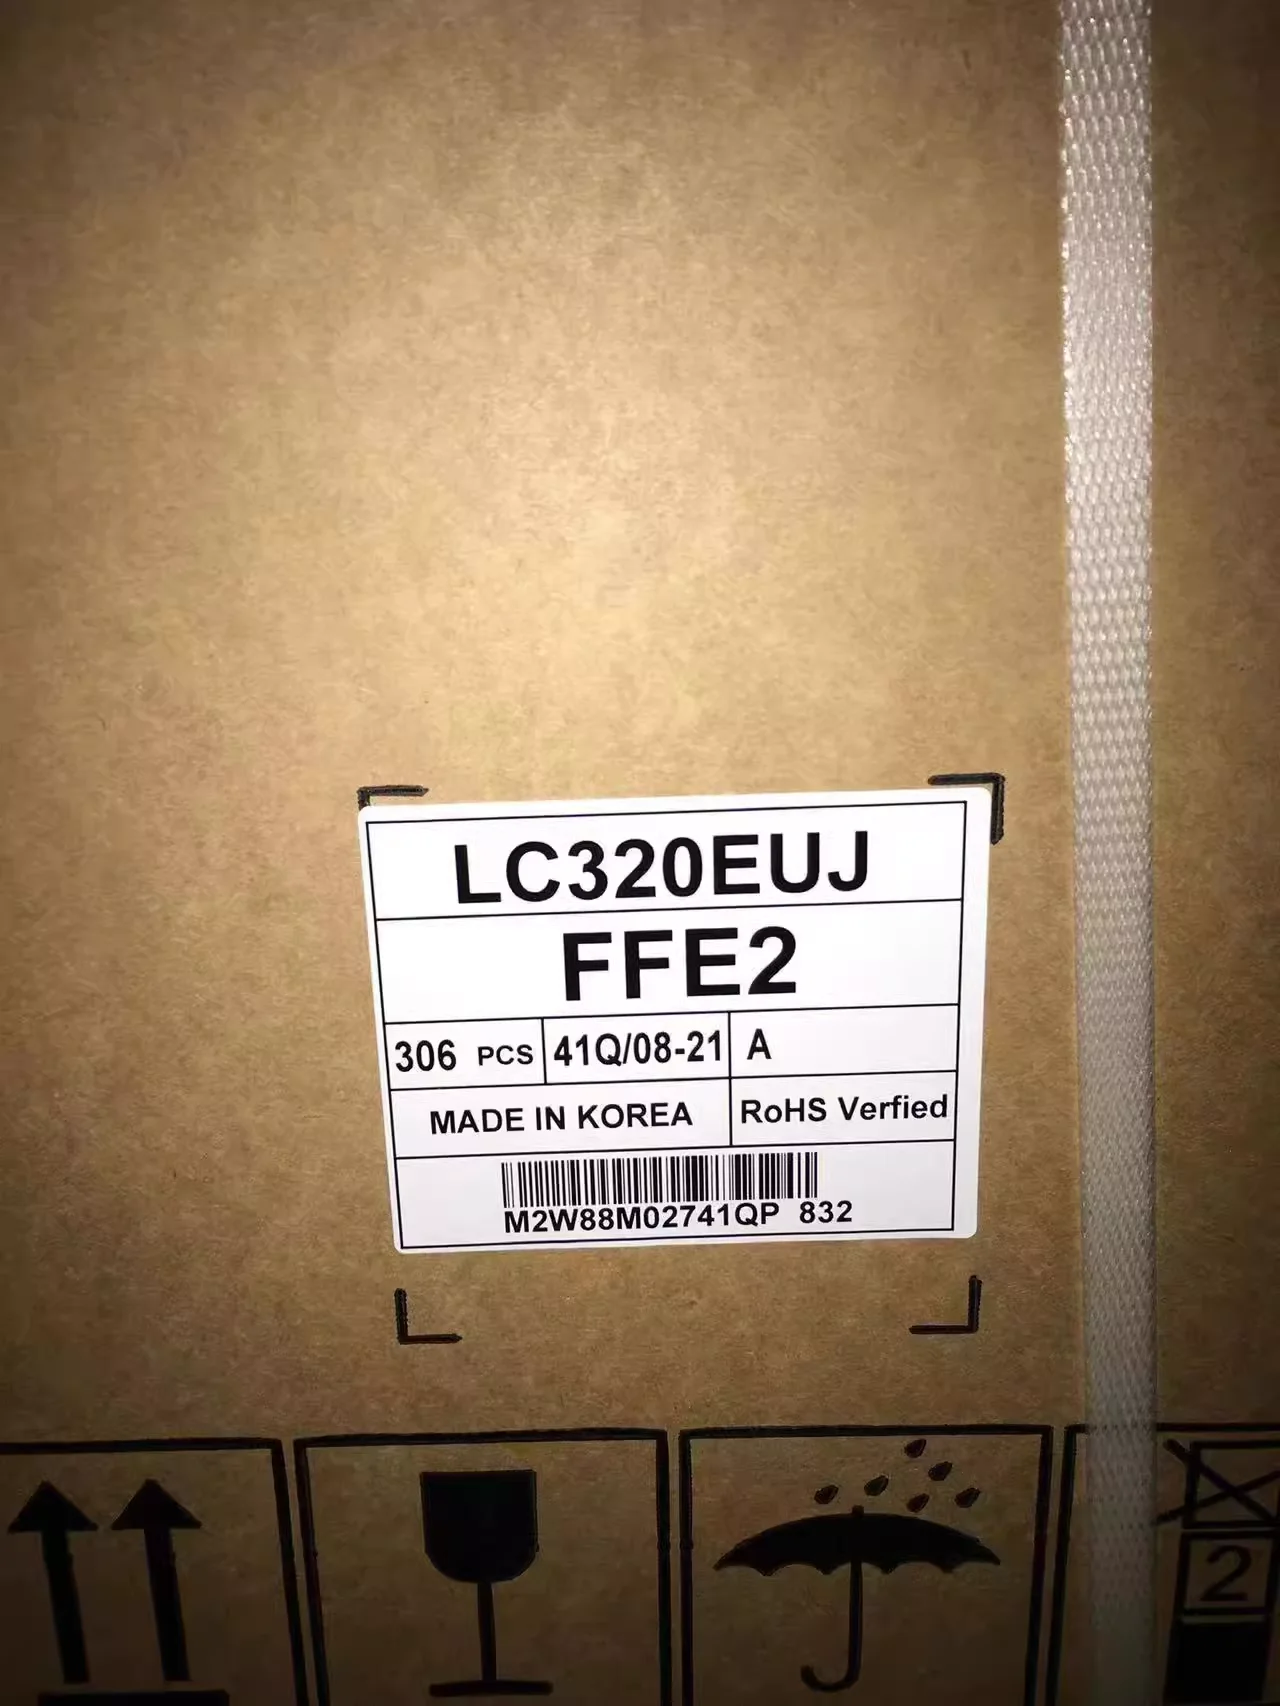 LC320EUJ
FFE2
306 PCS 41Q/08-21 A
MADE IN KOREA RoHS Verfied
M2W88M02741QP 832
2